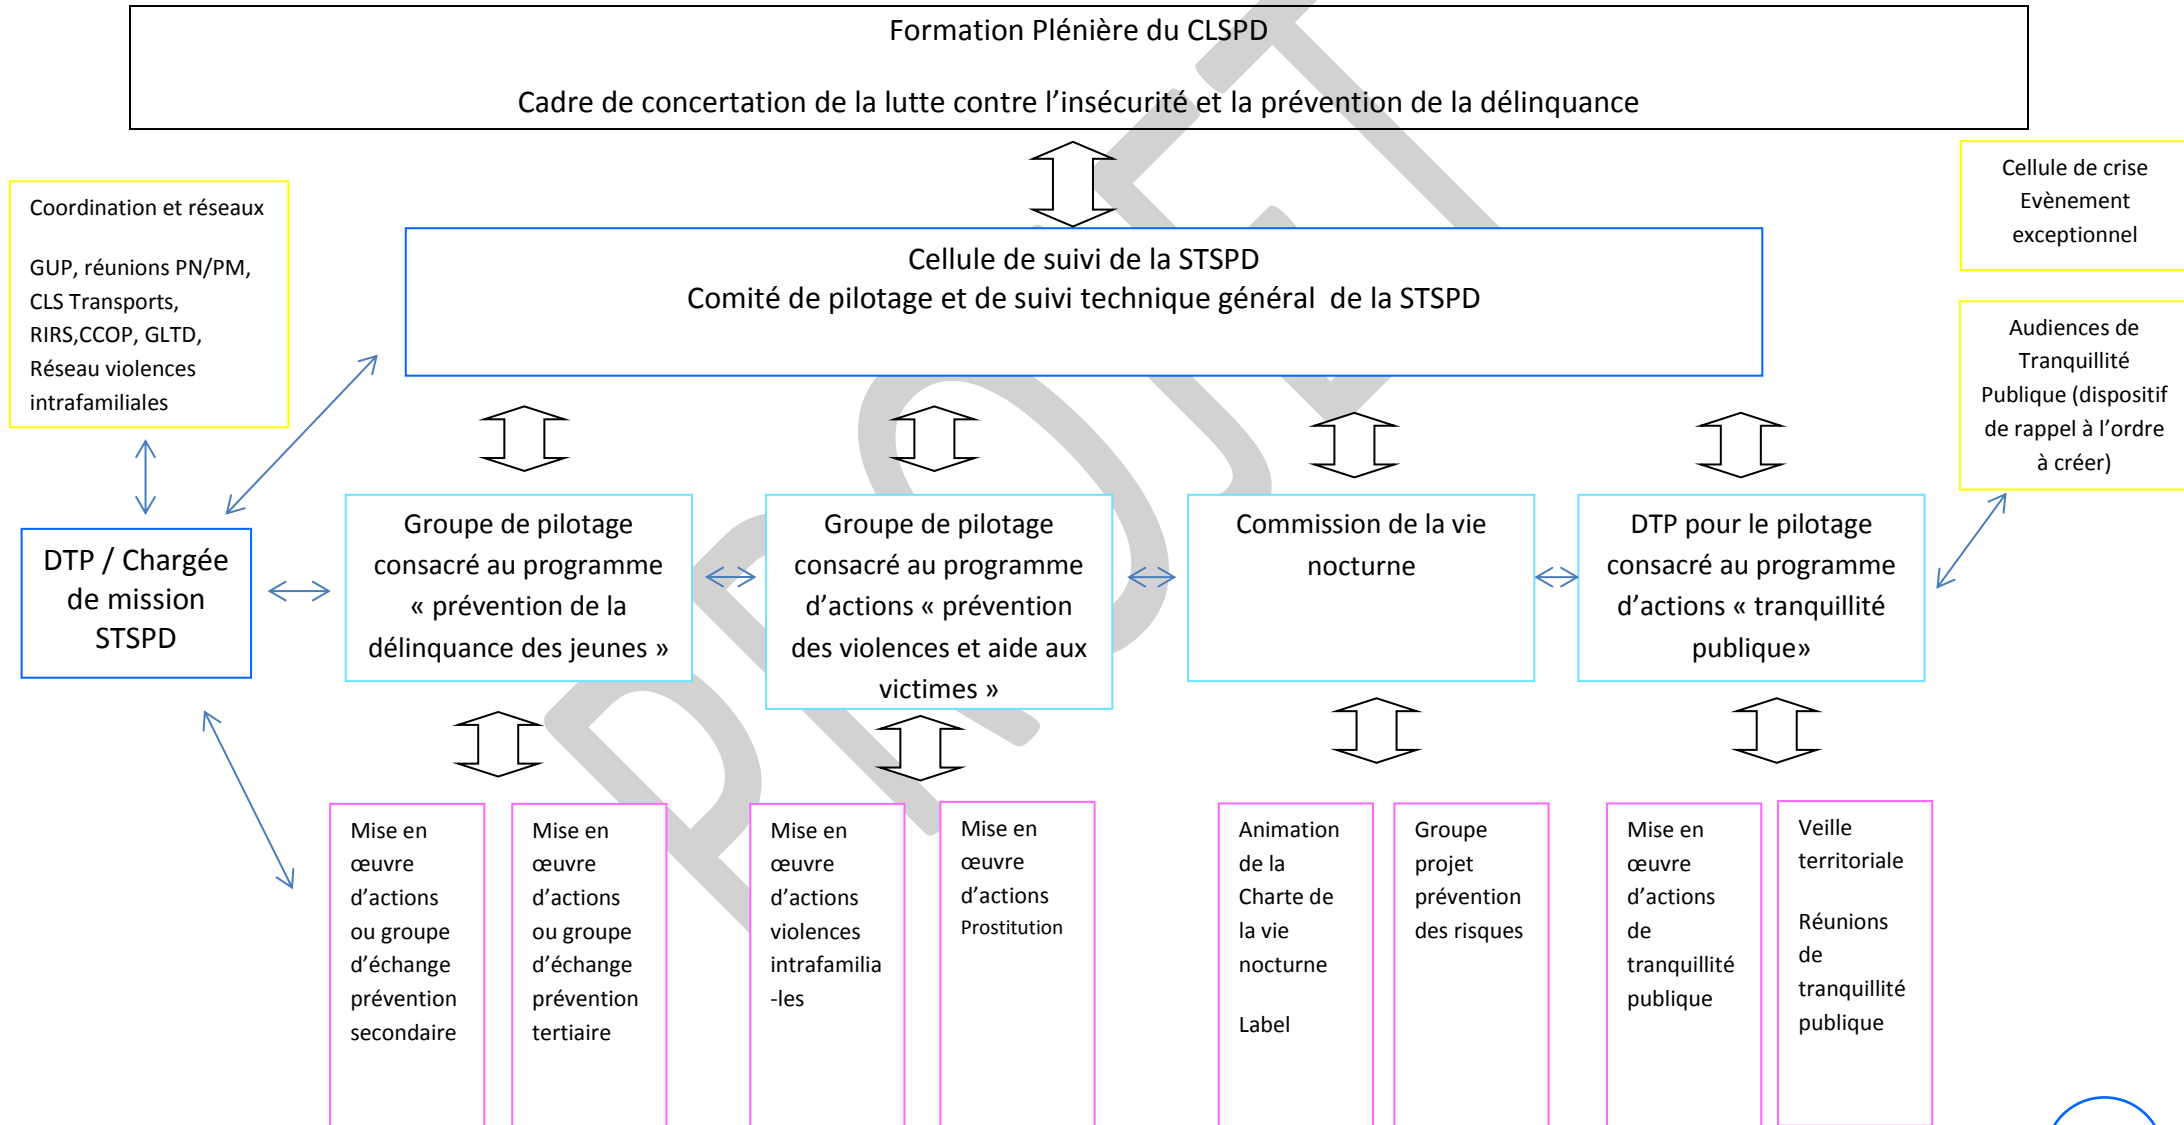 Formation Plénière du CLSPD
Cadre de concertation de la lutte contre l’insécurité et la prévention de la délinquance
Coordination et réseaux
GUP, réunions PN/PM,
CLS Transports,
RIRS,CCOP, GLTD,
Réseau violences
intrafamiliales
Cellule de suivi de la STSPD
Comité de pilotage et de suivi technique général de la STSPD
Cellule de crise
Evènement
exceptionnel
Audiences de
Tranquillité
Publique (dispositif
de rappel à l’ordre
à créer)
DTP / Chargée
de mission
STSPD
Groupe de pilotage
consacré au programme
« prévention de la
délinquance des jeunes »
Groupe de pilotage
consacré au programme
d’actions « prévention
des violences et aide aux
victimes »
Commission de la vie
nocturne
DTP pour le pilotage
consacré au programme
d’actions « tranquillité
publique»
Mise en
œuvre
d’actions
ou groupe
d’échange
prévention
secondaire
Mise en
œuvre
d’actions
ou groupe
d’échange
prévention
tertiaire
Mise en
œuvre
d’actions
violences
intrafamilia
-les
Mise en
œuvre
d’actions
Prostitution
Animation
de la
Charte de
la vie
nocturne
Label
Groupe
projet
prévention
des risques
Mise en
œuvre
d’actions
de
tranquillité
publique
Veille
territoriale
Réunions
de
tranquillité
publique
PROJET